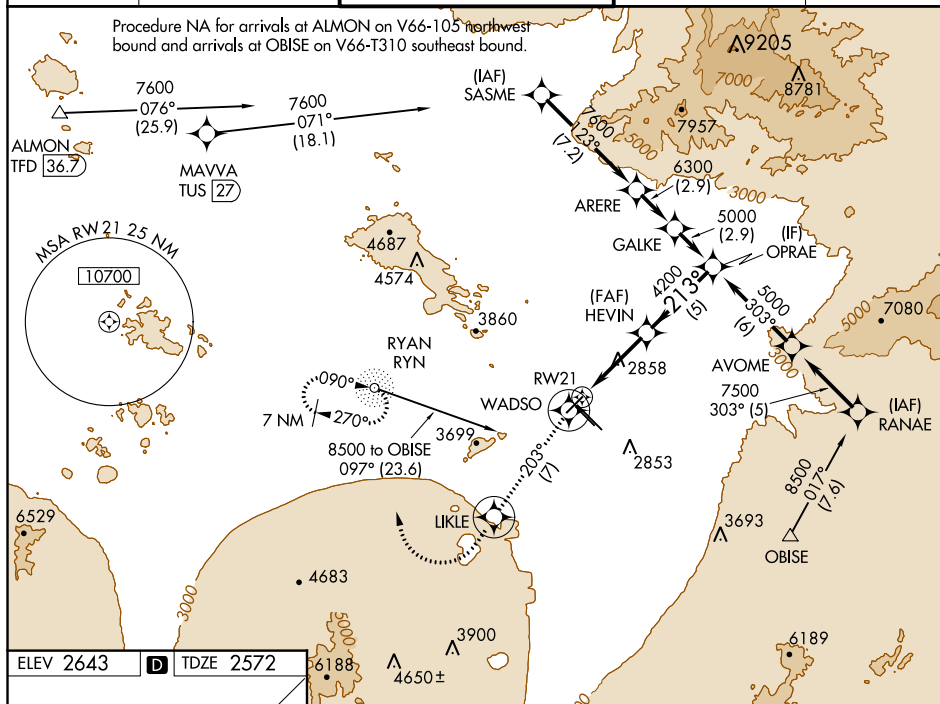 Procedure NA for arrivals at ALMON on V66-105 northwest
bound and arrivals at OBISE on V66-T310 southeast bound.
9205
7000
8781
(IAF)
SASME
7600
076°
(25.9)
7600
071°
(18.1)
ALMON
TFD 36.7
MAVVA
TUS 27
7600
123°
(7.2)
5000
7957
6300
(2.9)
3000
ARERE
5000
(2.9)
GALKE
(IF)
OPRAE
MSA RW21 25 NM
10700
4687
4574
3860
4200
213°
(5)
(FAF)
HEVIN
5000
303°
(6)
5000
7080
AVOME
3000
RYAN
RYN
090°
270°
7 NM
2858
RW21
WADSO
7500
303° (5)
(IAF)
RANAE
8500 to OBISE
097° (23.6)
3699
203°
(7)
2853
8500
017°
(7.6)
6529
LIKLE
3693
OBISE
4683
3000
5000
3900
6189
6188
4650±
ELEV 2643 D TDZE 2572